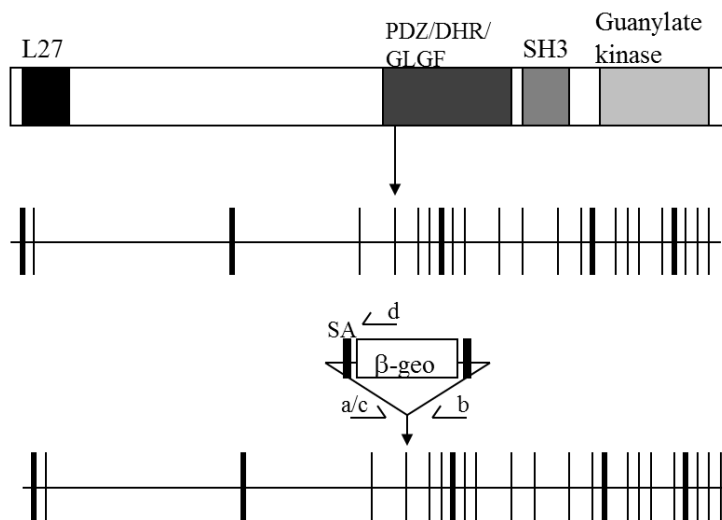 L27
PDZ/DHR/
GLGF
SH3
Guanylate
kinase
d
SA
β-geo
a/c
b